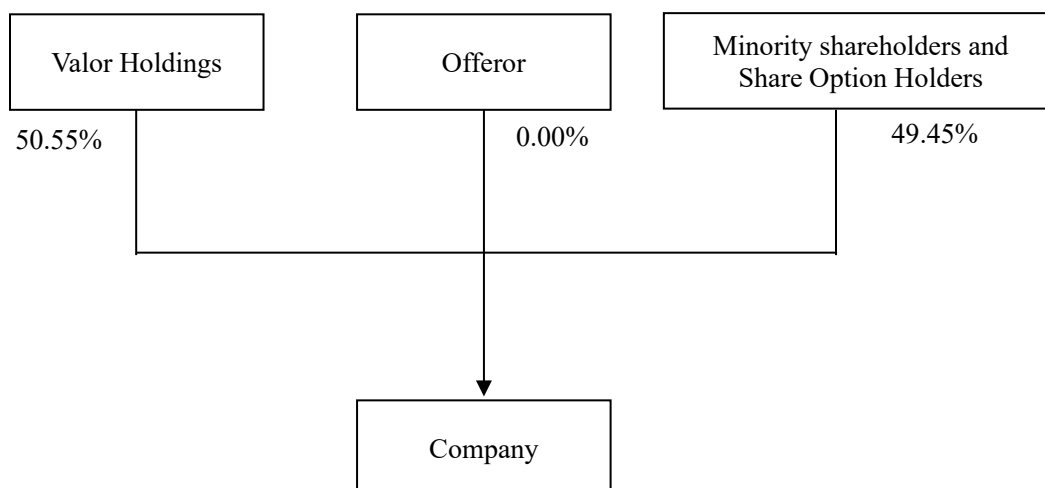 Valor Holdings
Offeror
Minority shareholders and
Share Option Holders
50.55%
0.00%
49.45%
Company